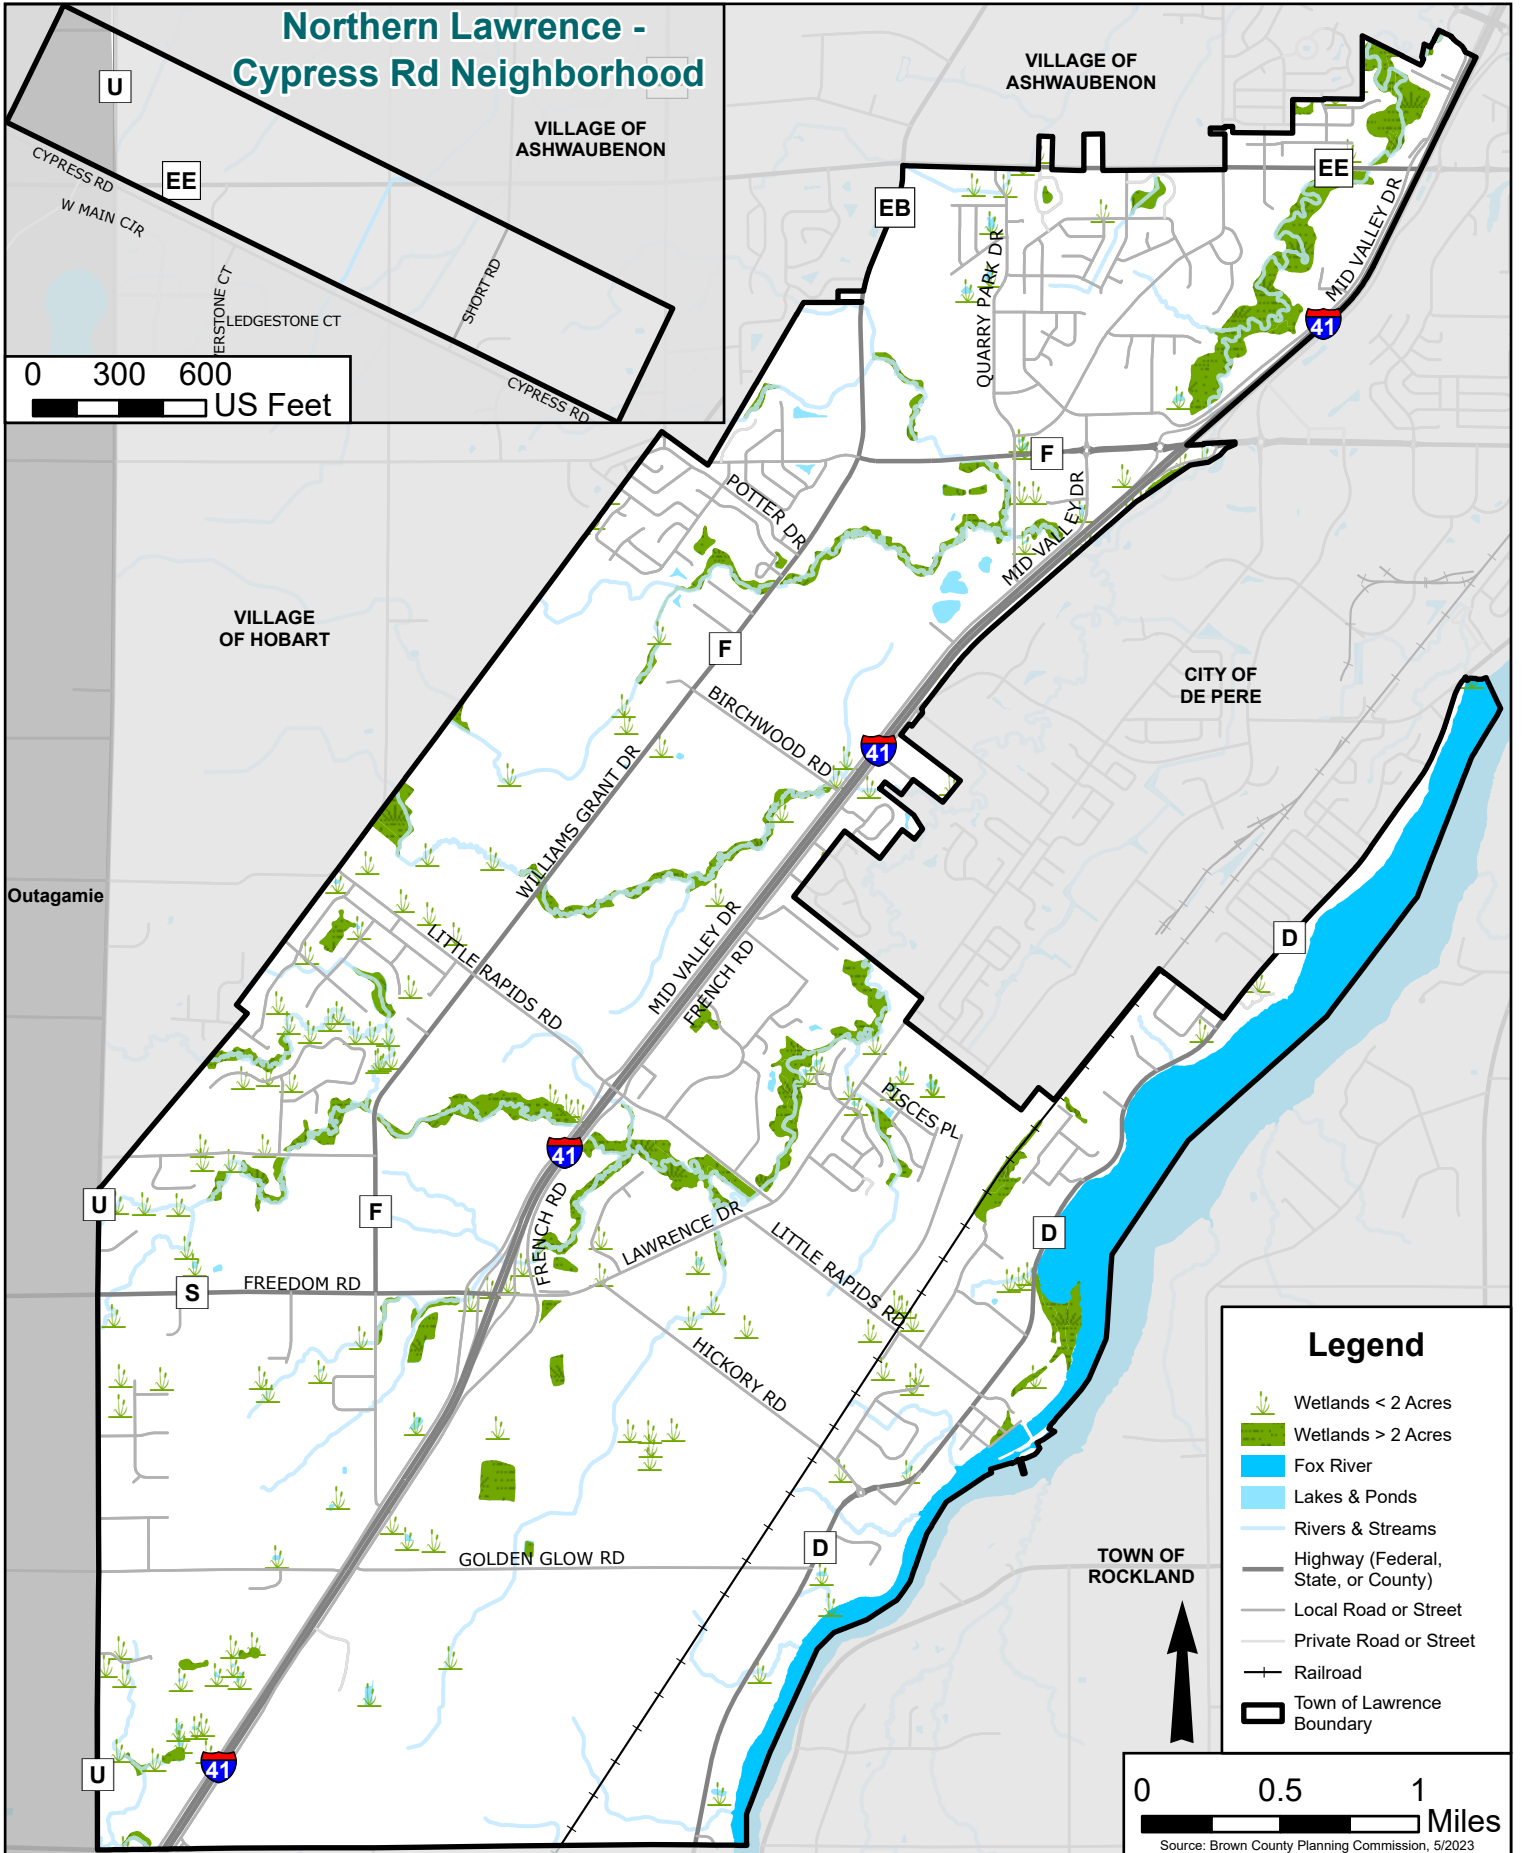 Northern Lawrence -
Cypress Rd Neighborhood
U
VILLAGE OF
ASHWAUBENON
CYPRESS RD
EE
W MAIN CIR
ERSTONE CT
LEDGESTONE CT
SHORT RD
CYPRESS RD
0 300 600
US Feet
VILLAGE OF
ASHWAUBENON
EE
EB
MID VALLEY DR
QUARRY PARK DR
41
F
POTTER DR
MID VALLEY DR
VILLAGE
OF HOBART
F
CITY OF
DE PERE
BIRCHWOOD RD
41
WILLIAMS GRANT DR
Outagamie
LITTLE RAPIDS RD
MID VALLEY DR
FRENCH RD
D
PISCES PL
41
U
F
FRENCH RD
LAWRENCE DR
D
LITTLE RAPIDS RD
S
FREEDOM RD
HICKORY RD
GOLDEN GLOW RD
D
TOWN OF
ROCKLAND
U
41
Legend
Wetlands < 2 Acres
Wetlands > 2 Acres
Fox River
Lakes & Ponds
Rivers & Streams
Highway (Federal,
State, or County)
Local Road or Street
Private Road or Street
Railroad
Town of Lawrence
Boundary
0 0.5 1
Miles
Source: Brown County Planning Commission, 5/2023